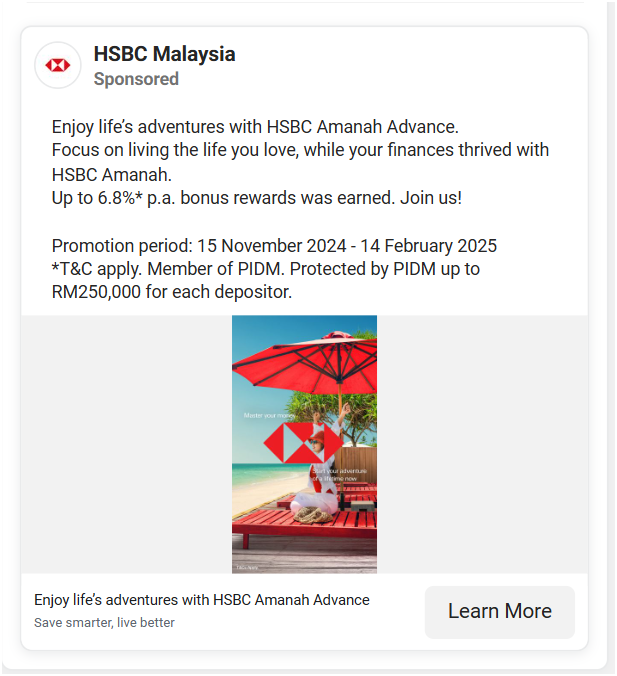 HSBC Malaysia
Sponsored
Enjoy life’s adventures with HSBC Amanah Advance.
Focus on living the life you love, while your finances thrived with
HSBC Amanah.
Up to 6.8%* p.a. bonus rewards was earned. Join us!
Promotion period: 15 November 2024 - 14 February 2025
*T&C apply. Member of PIDM. Protected by PIDM up to
RM250,000 for each depositor.
Master your money
Start your adventure
of a lifetime now
Enjoy life’s adventures with HSBC Amanah Advance
Save smarter, live better
Learn More